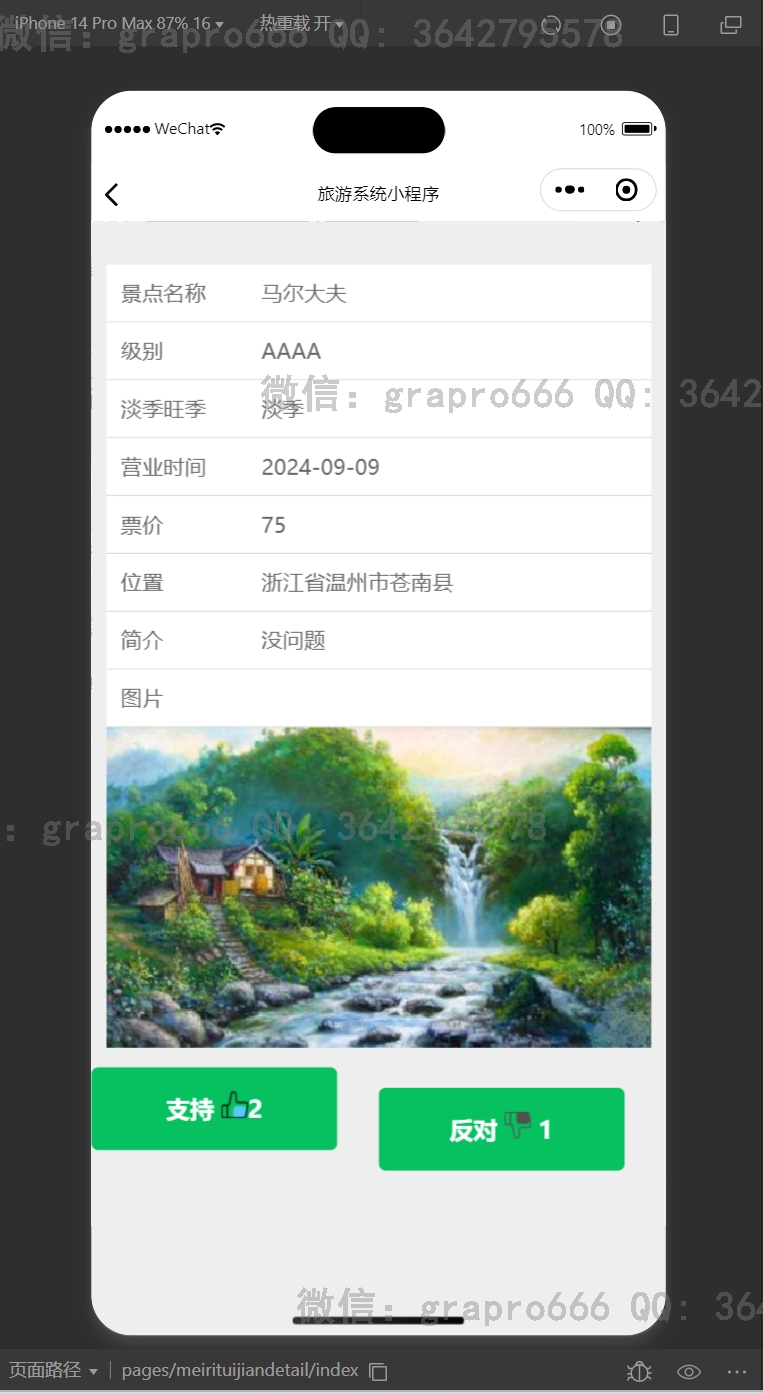 iPhone 14 Pro Max 87% 16 热重载 开
微信: grapro666 QQ: 3642795578
WeChat 100%
旅游系统小程序
景点名称 马尔大夫
级别 AAAA
微信: grapro666 QQ: 3642
淡季旺季 淡季
营业时间 2024-09-09
票价 75
位置 浙江省温州市苍南县
简介 没问题
图片
: grapro666 QQ: 3642795578
支持 2
反对 1
微信: grapro666 QQ: 364
页面路径 pages/meirituijiandetail/index